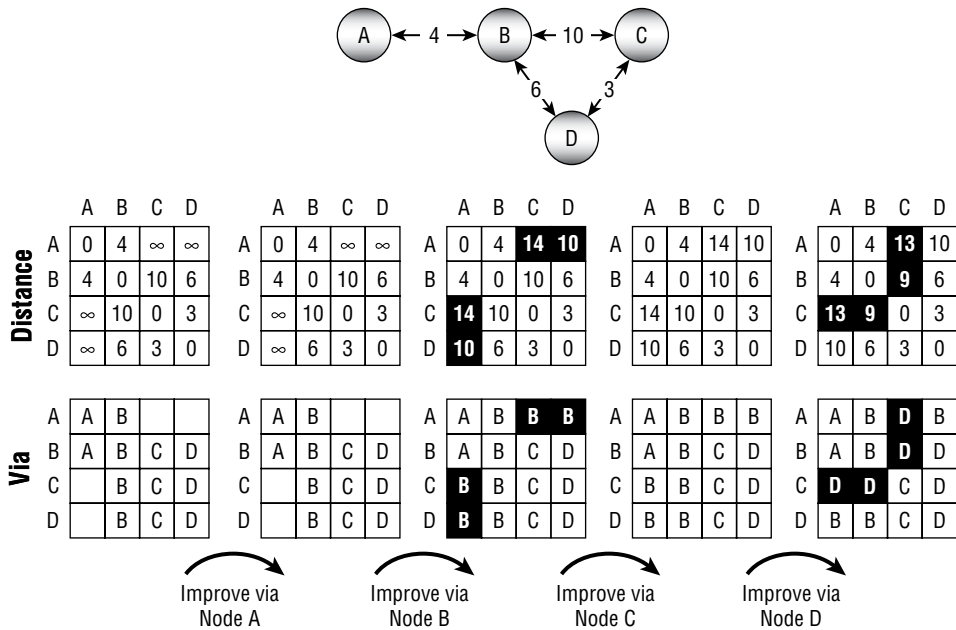 A 4 B 10 C
6 3
D
A B C D A B C D A B C D A B C D A B C D
Distance
A 0 4 ∞ ∞ A 0 4 ∞ ∞ A 0 4 14 10 A 0 4 14 10 A 0 4 13 10
B 4 0 10 6 B 4 0 10 6 B 4 0 10 6 B 4 0 10 6 B 4 0 9 6
C ∞ 10 0 3 C ∞ 10 0 3 C 14 10 0 3 C 14 10 0 3 C 13 9 0 3
D ∞ 6 3 0 D ∞ 6 3 0 D 10 6 3 0 D 10 6 3 0 D 10 6 3 0
Via
A A B A A B A A B B B A A B B B A A B D B
B A B C D B A B C D B A B C D B A B C D B A B D D
C B C D C B C D C B B C D C B B C D C D D C D
D B C D D B C D D B B C D D B B C D D B B C D
Improve via Improve via Improve via Improve via
Node A Node B Node C Node D